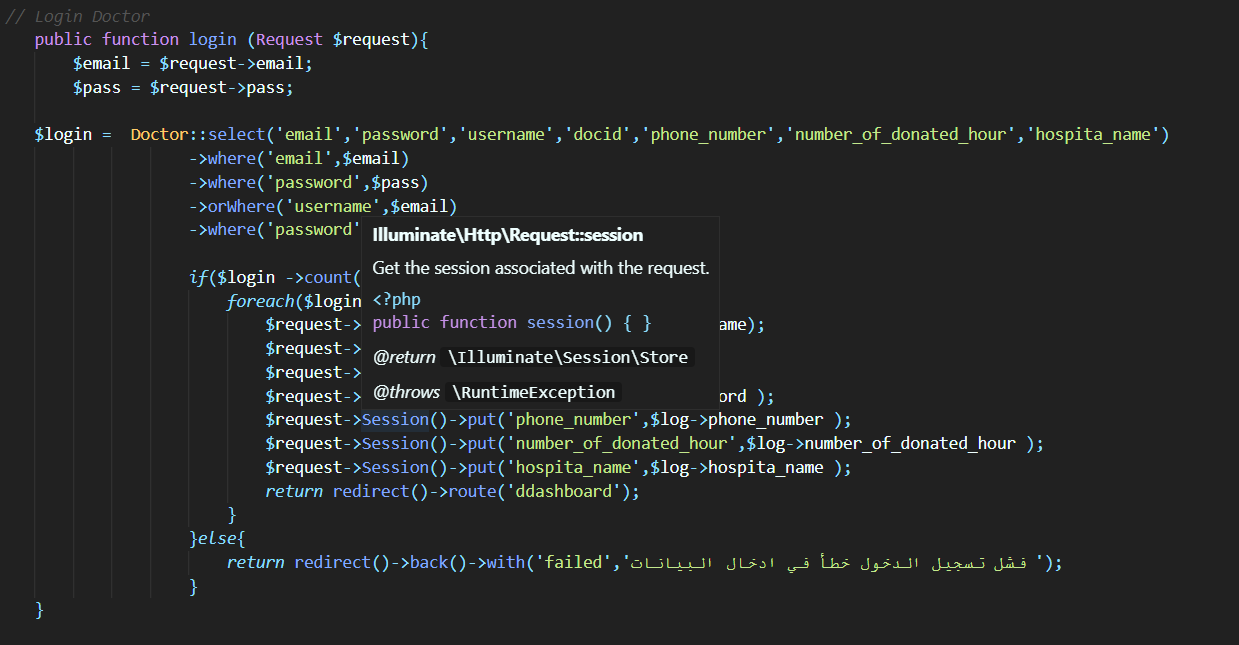 // Login Doctor
public function login (Request $request){
$email = $request->email;
$pass = $request->pass;
$login = Doctor::select('email','password','username','docid','phone_number','number_of_donated_hour','hospita_name')
->where('email',$email)
->where('password',$pass)
->orWhere('username',$email)
->where('password'
Illuminate\Http\Request::session
Get the session associated with the request.
<?php
public function session() { }
@return \Illuminate\Session\Store
@throws \RuntimeException
if($login ->count(
foreach($login
$request-> ame);
$request->
$request->
$request-> ord );
$request->Session()->put('phone_number',$log->phone_number );
$request->Session()->put('number_of_donated_hour',$log->number_of_donated_hour );
$request->Session()->put('hospita_name',$log->hospita_name );
return redirect()->route('ddashboard');
}
}else{
return redirect()->back()->with('failed','فشل تسجيل الدخول خطأ في ادخال البيانات ');
}
}